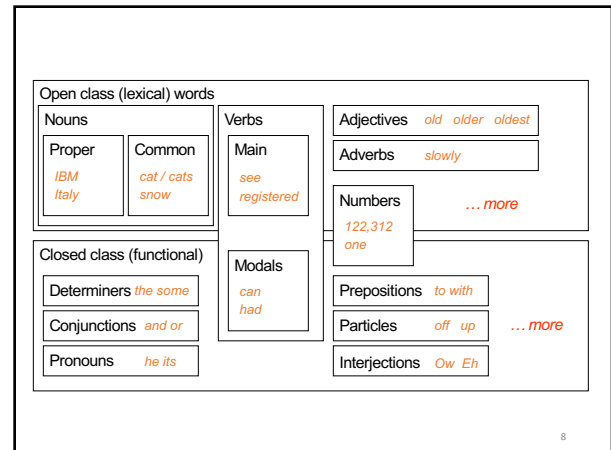 Open class (lexical) words
Nouns
Proper
IBM
Italy
Common
cat / cats
snow
Verbs
Main
see
registered
Adjectives old older oldest
Adverbs slowly
Numbers
122,312
one
… more
Closed class (functional)
Determiners the some
Conjunctions and or
Pronouns he its
Modals
can
had
Prepositions to with
Particles off up
Interjections Ow Eh
… more
8